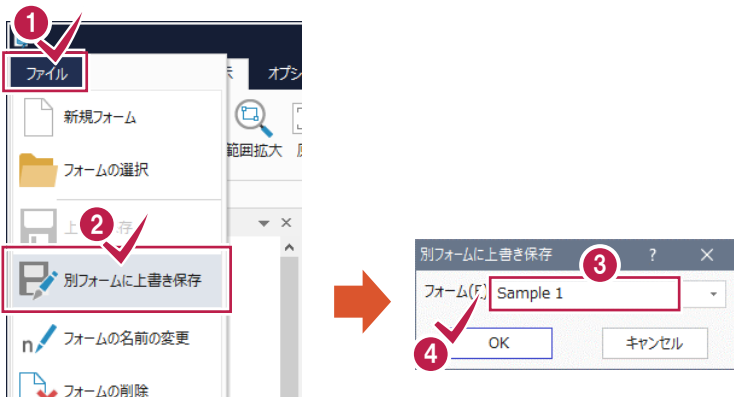 1
ファイル
示 オプシ
新規フォーム
範囲拡大
フォームの選択
上 存
2
別フォームに上書き保存
フォームの名前の変更
フォームの削除
別フォームに上書き保存 ? ×
3
フォーム(F) Sample 1
4
OK キャンセル